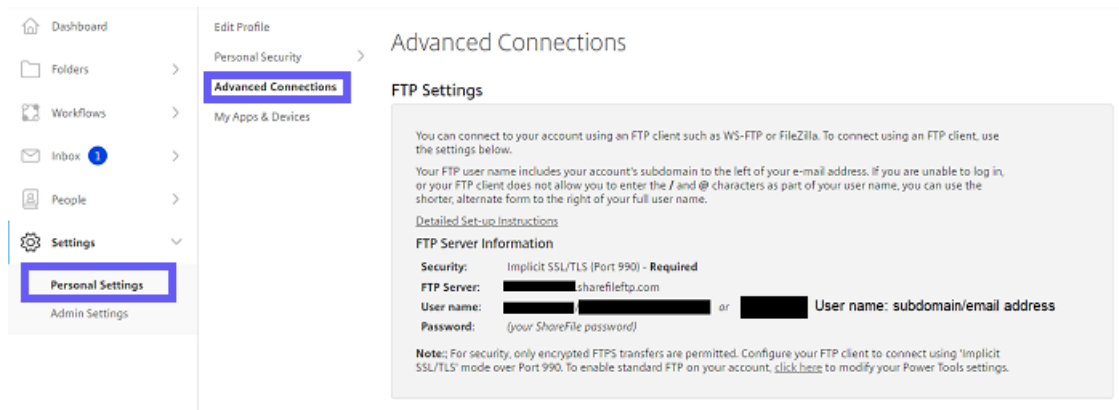 Dashboard
Folders
Workflows
Inbox 1
People
Settings
Personal Settings
Admin Settings
Edit Profile
Personal Security
Advanced Connections
My Apps & Devices
Advanced Connections
FTP Settings
You can connect to your account using an FTP client such as WS-FTP or FileZilla. To connect using an FTP client, use
the settings below.
Your FTP user name includes your account's subdomain to the left of your e-mail address. If you are unable to log in,
or your FTP client does not allow you to enter the / and @ characters as part of your user name, you can use the
shorter, alternate form to the right of your full user name.
Detailed Set-up Instructions
FTP Server Information
Security: Implicit SSL/TLS (Port 990) - Required
FTP Server: .sharefileftp.com
User name: / or User name: subdomain/email address
Password: (your ShareFile password)
Note:; For security, only encrypted FTPS transfers are permitted. Configure your FTP client to connect using 'Implicit
SSL/TLS' mode over Port 990. To enable standard FTP on your account, click here to modify your Power Tools settings.